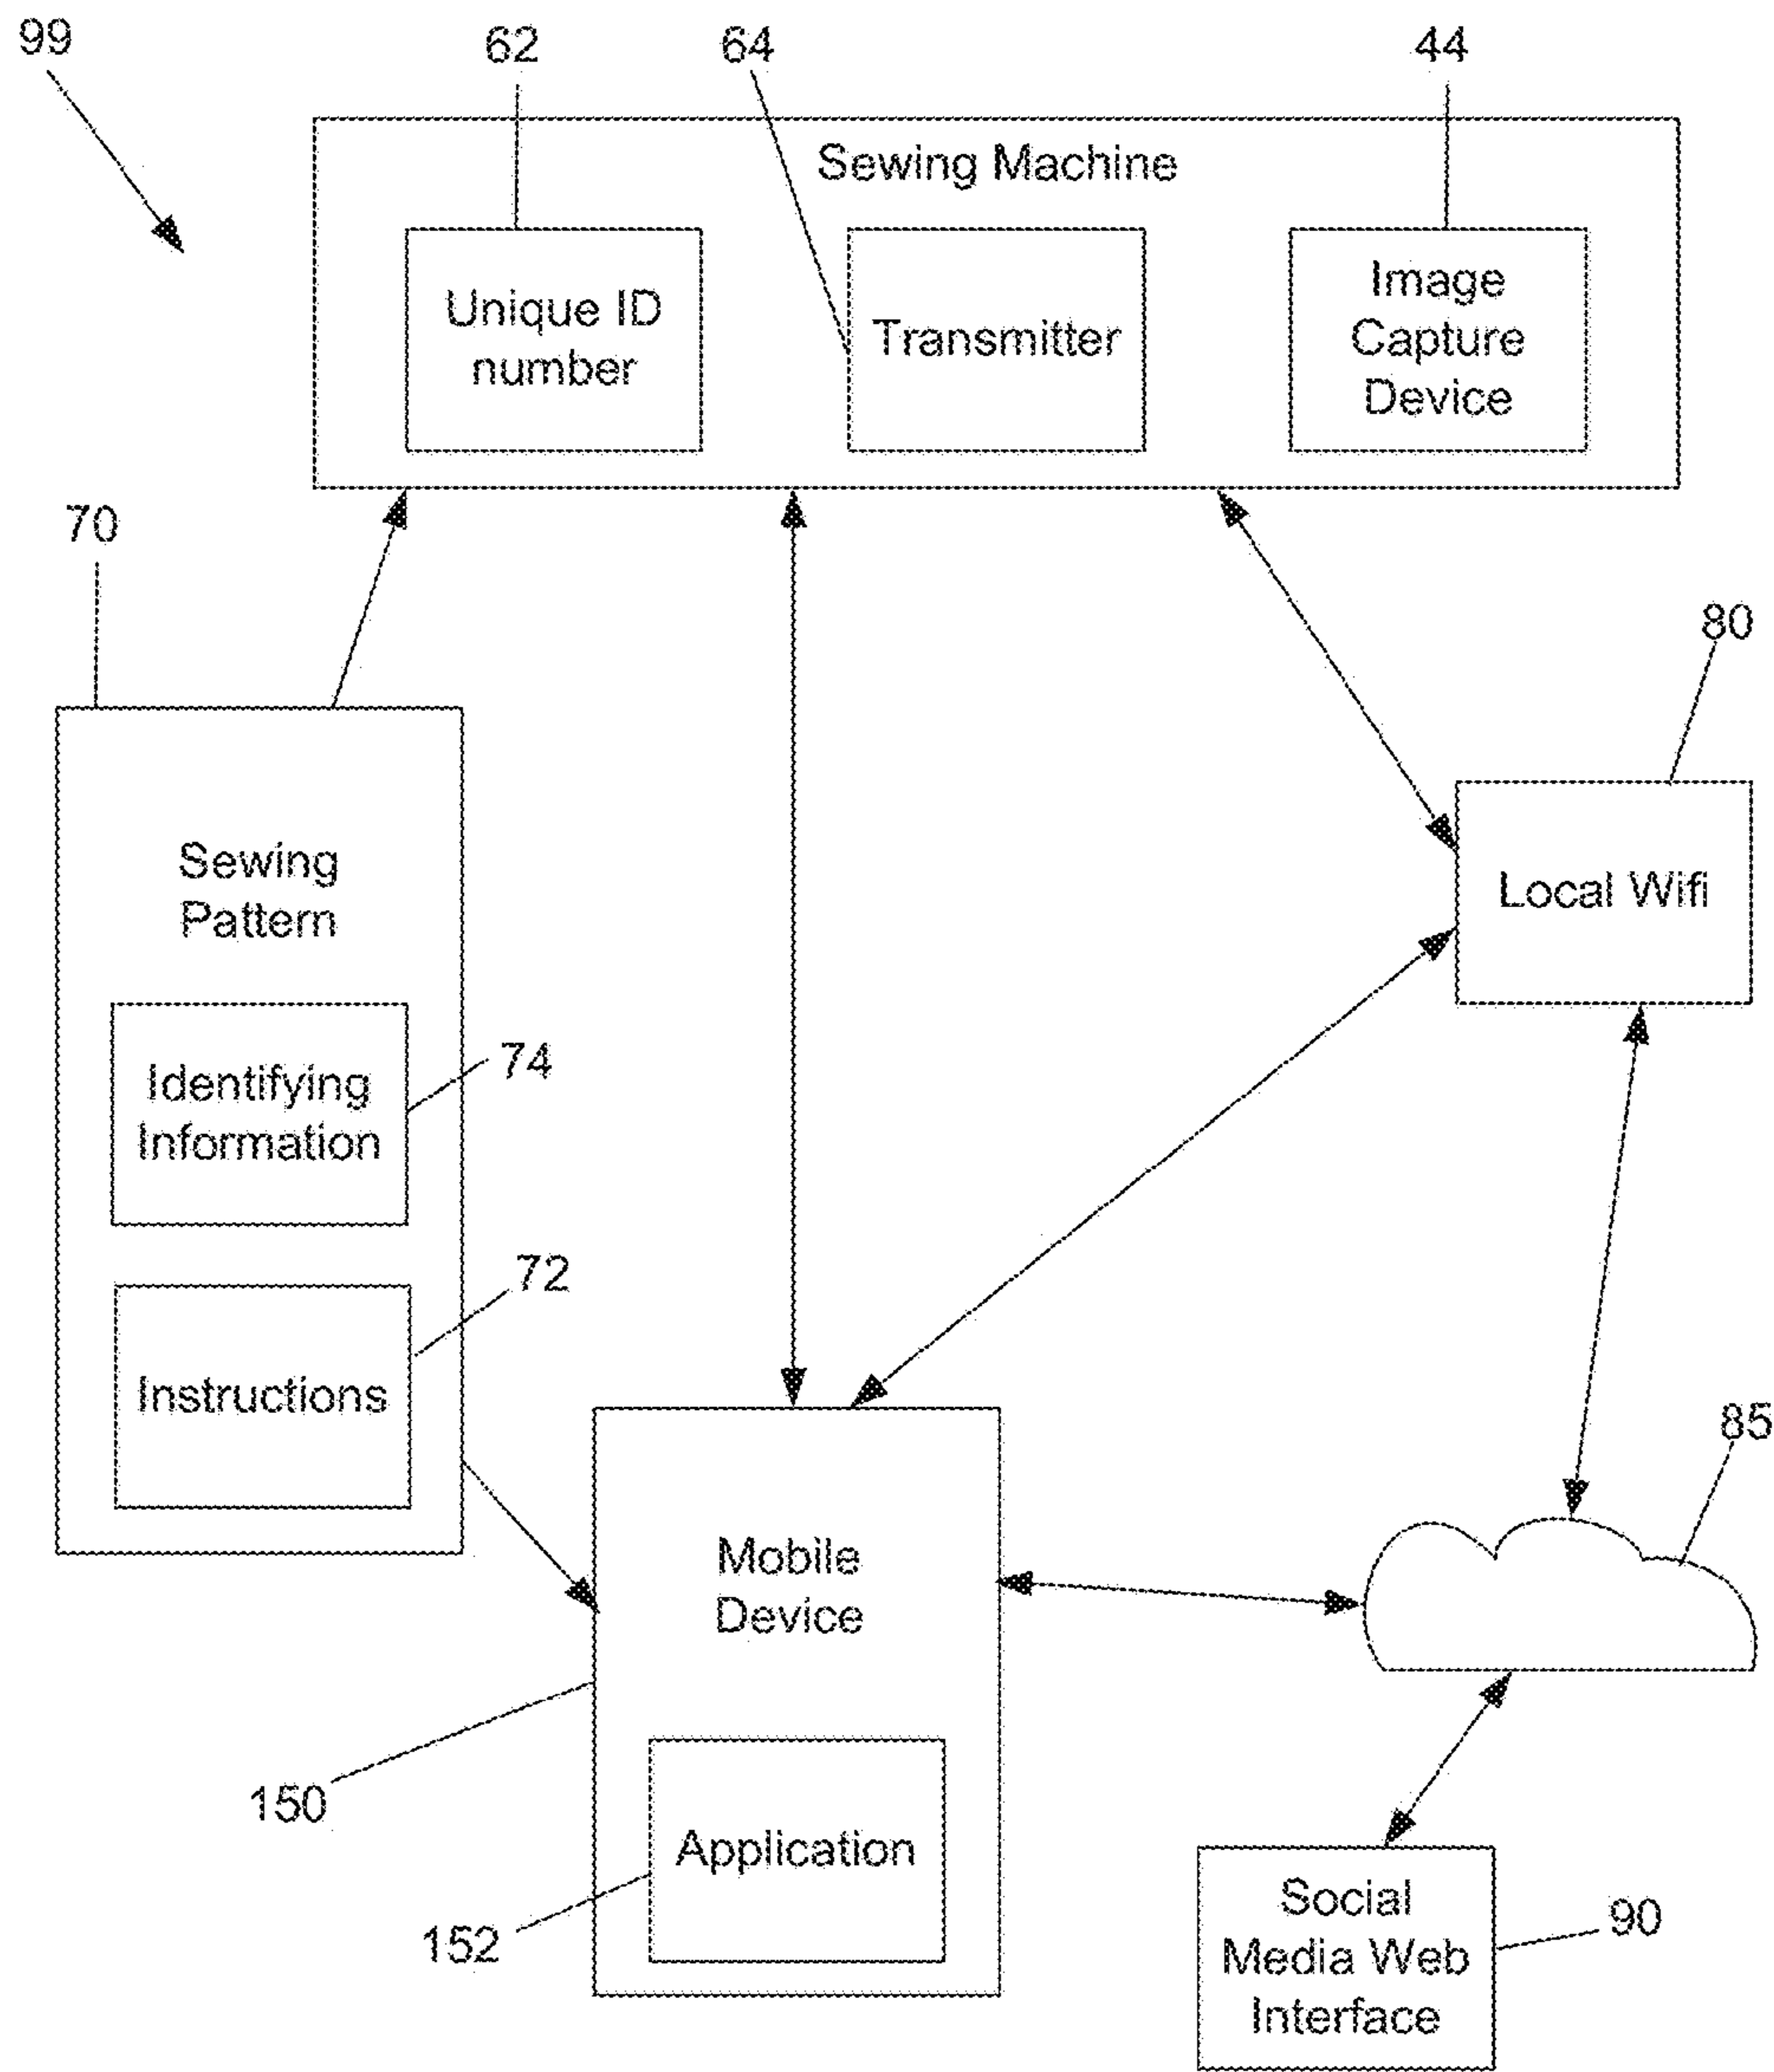 99
62
64
44
Sewing Machine
Unique ID
number
Transmitter
Image
Capture
Device
70
80
Sewing
Pattern
Local Wifi
Identifying
Information
74
72
Instructions
85
Mobile
Device
150
Application
152
Social
Media Web
Interface
90